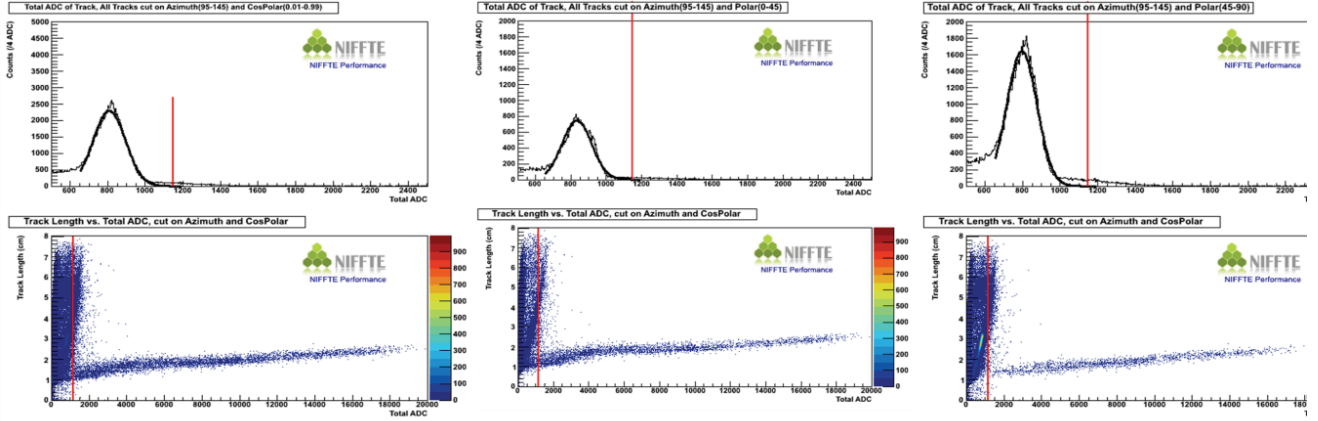 Total ADC of Track, All Tracks cut on Azimuth(95-145) and CosPolar(0.01-0.99)
Counts (/4 ADC)
5000
4500
4000
3500
3000
2500
2000
1500
1000
500
0
600 800 1000 1200 1400 1600 1800 2000 2200 2400
Total ADC
NIFFTE
NIFFTE Performance
Total ADC of Track, All Tracks cut on Azimuth(95-145) and Polar(0-45)
Counts (/4 ADC)
2000
1800
1600
1400
1200
1000
800
600
400
200
0
600 800 1000 1200 1400 1600 1800 2000 2200 2400
Total ADC
NIFFTE
NIFFTE Performance
Total ADC of Track, All Tracks cut on Azimuth(95-145) and Polar(45-90)
Counts (/4 ADC)
2000
1800
1600
1400
1200
1000
800
600
400
200
0
600 800 1000 1200 1400 1600 1800 2000 2200
NIFFTE
NIFFTE Performance
Track Length vs. Total ADC, cut on Azimuth and CosPolar
Track Length (cm)
8
7
6
5
4
3
2
1
0
0 2000 4000 6000 8000 10000 12000 14000 16000 18000 20000
Total ADC
900
800
700
600
500
400
300
200
100
0
NIFFTE
NIFFTE Performance
Track Length vs. Total ADC, cut on Azimuth and CosPolar
Track Length (cm)
8
7
6
5
4
3
2
1
0
0 2000 4000 6000 8000 10000 12000 14000 16000 18000 20000
Total ADC
900
800
700
600
500
400
300
200
100
0
NIFFTE
NIFFTE Performance
Track Length vs. Total ADC, cut on Azimuth and CosPolar
Track Length (cm)
8
7
6
5
4
3
2
1
0
0 2000 4000 6000 8000 10000 12000 14000 16000
NIFFTE
NIFFTE Performance